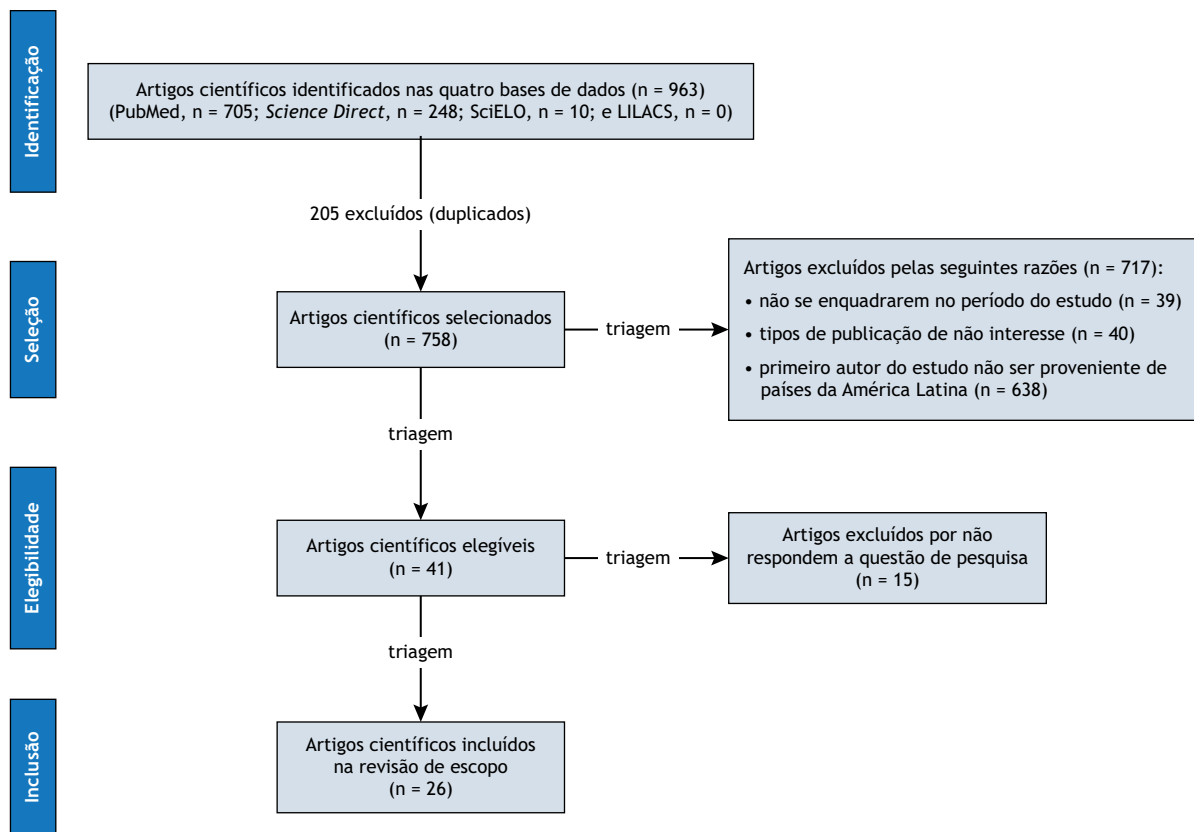 Identificação
Artigos científicos identificados nas quatro bases de dados (n = 963)
(PubMed, n = 705; Science Direct, n = 248; SciELO, n = 10; e LILACS, n = 0)
205 excluídos (duplicados)
Seleção
Artigos científicos selecionados
(n = 758)
triagem
Artigos excluídos pelas seguintes razões (n = 717):
• não se enquadrarem no período do estudo (n = 39)
• tipos de publicação de não interesse (n = 40)
• primeiro autor do estudo não ser proveniente de
países da América Latina (n = 638)
triagem
Elegibilidade
Artigos científicos elegíveis
(n = 41)
triagem
Artigos excluídos por não
respondem a questão de pesquisa
(n = 15)
triagem
Inclusão
Artigos científicos incluídos
na revisão de escopo
(n = 26)